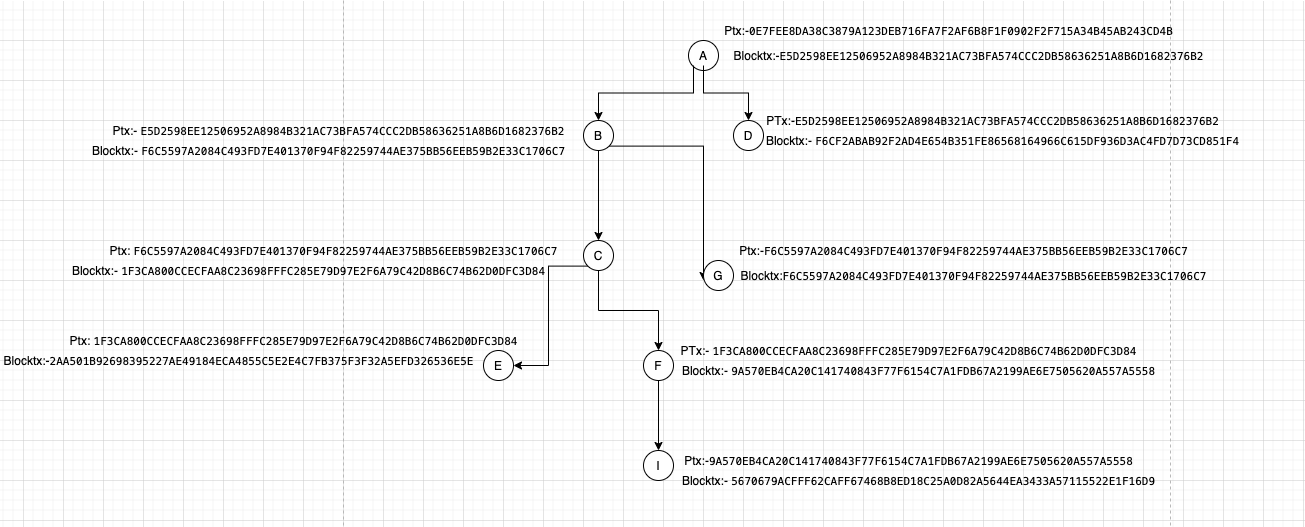 Ptx:-0E7FEE8DA38C3879A123DEB716FA7F2AF6B8F1F0902F2F715A34B45AB243CD4B
A
Blocktx:-E5D2598EE12506952A8984B321AC73BFA574CCC2DB58636251A8B6D1682376B2
Ptx:- E5D2598EE12506952A8984B321AC73BFA574CCC2DB58636251A8B6D1682376B2
Blocktx:- F6C5597A2084C493FD7E401370F94F82259744AE375BB56EEB59B2E33C1706C7
B
D
PTx:-E5D2598EE12506952A8984B321AC73BFA574CCC2DB58636251A8B6D1682376B2
Blocktx:- F6CF2ABAB92F2AD4E654B351FE86568164966C615DF936D3AC4FD7D73CD851F4
Ptx: F6C5597A2084C493FD7E401370F94F82259744AE375BB56EEB59B2E33C1706C7
Blocktx:- 1F3CA800CCECFAA8C23698FFFC285E79D97E2F6A79C42D8B6C74B62D0DFC3D84
C
Ptx:-F6C5597A2084C493FD7E401370F94F82259744AE375BB56EEB59B2E33C1706C7
G
Blocktx:F6C5597A2084C493FD7E401370F94F82259744AE375BB56EEB59B2E33C1706C7
Ptx: 1F3CA800CCECFAA8C23698FFFC285E79D97E2F6A79C42D8B6C74B62D0DFC3D84
Blocktx:-2AA501B92698395227AE49184ECA4855C5E2E4C7FB375F3F32A5EFD326536E5E
E
F
PTx:- 1F3CA800CCECFAA8C23698FFFC285E79D97E2F6A79C42D8B6C74B62D0DFC3D84
Blocktx:- 9A570EB4CA20C141740843F77F6154C7A1FDB67A2199AE6E7505620A557A5558
I
Ptx:-9A570EB4CA20C141740843F77F6154C7A1FDB67A2199AE6E7505620A557A5558
Blocktx:- 5670679ACFFF62CAFF67468B8ED18C25A0D82A5644EA3433A57115522E1F16D9